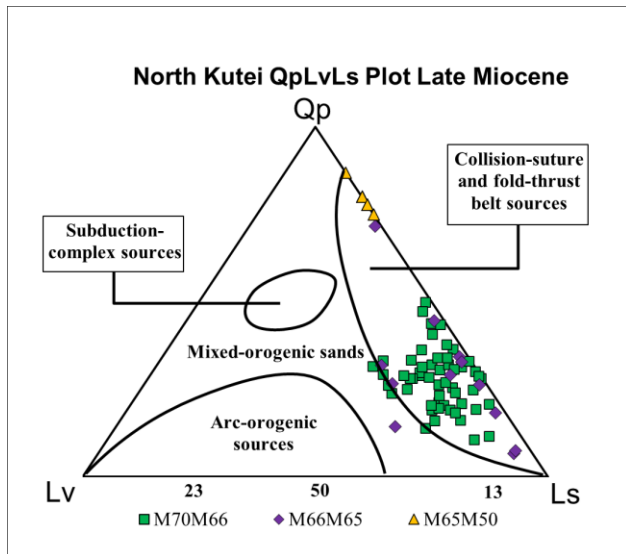 North Kutei QpLvLs Plot Late Miocene
Qp
Collision-suture
and fold-thrust
belt sources
Subduction-
complex sources
Mixed-orogenic sands
Arc-orogenic
sources
Lv
23
50
13
Ls
M70M66
M66M65
M65M50